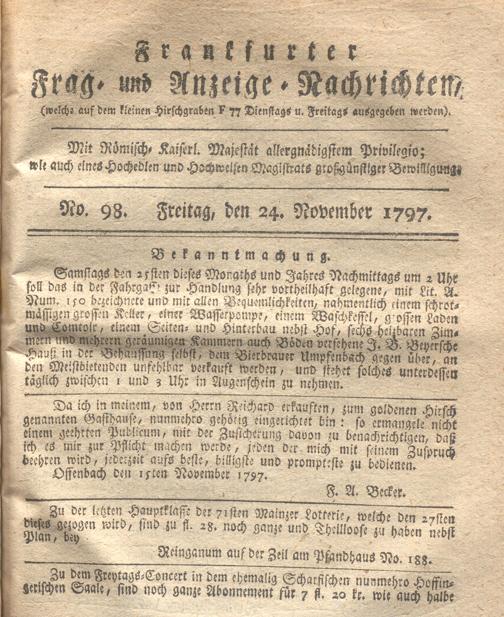 Frankfurter
Frag- und Anzeige-Nachrichten,
(welche auf dem kleinen Hirschgraben F 77 Dienstags u. Freitags ausgegeben werden).
Mit Römisch-Kaiserl. Majestät allergnädigstem Privilegio;
wie auch eines Hochedlen und Hochweisen Magistrats großgünstiger Bewilligung.
No. 98. Freitag, den 24. November 1797.
Bekanntmachung.
Samstags den 25sten dieses Monaths und Jahres Nachmittags um 2 Uhr
soll das in der Fahrgaß zur Handlung sehr vortheilhaft gelegene, mit Lit. A.
Num. 150 bezeichnete und mit allen Bequemlichkeiten, nahmentlich einem schrot-
mässigen grossen Keller, einer Wasserpompe, einem Waschkessel, grossen Laden
und Comtoir, einem Seiten- und Hinterbau nebst Hof, sechs heizbaren Zim-
mern und mehrern geräumigen Kammern auch Böden versehene J. B. Beyersche
Hauß in der Behaussung selbst, dem Bierbrauer Umpfenbach gegen über, an
den Meistbietenden unfehlbar verkauft werden, und stehet solches unterdessen
täglich zwischen 1 und 3 Uhr in Augenschein zu nehmen.
Da ich in meinem, von Herrn Reichard erkauften, zum goldenen Hirsch
genannten Gasthause, nunmehro gehörig eingerichtet bin: so ermangele nicht
einem geehrten Publicum, mit der Zusicherung davon zu benachrichtigen, daß
ich es mir zur Pflicht machen werde, jeden der mich mit seinem Zuspruch
beehren wird, jederzeit aufs beste, billigste und prompteste zu bedienen.
Offenbach den 15ten November 1797.
F. A. Becker.
Zu der letzten Hauptklasse der 71sten Mainzer Lotterie, welche den 27sten
dieses gezogen wird, sind zu fl. 28. noch ganze und Theilloose zu haben nebst
Plan, bey
Reinganum auf der Zeil am Pfandhaus No. 188.
Zu dem Freytags-Concert in dem ehemalig Scharfischen nunmehro Hoffin-
gerischen Saale, sind noch ganze Abonnement für 7 fl. 20 kr. wie auch halbe